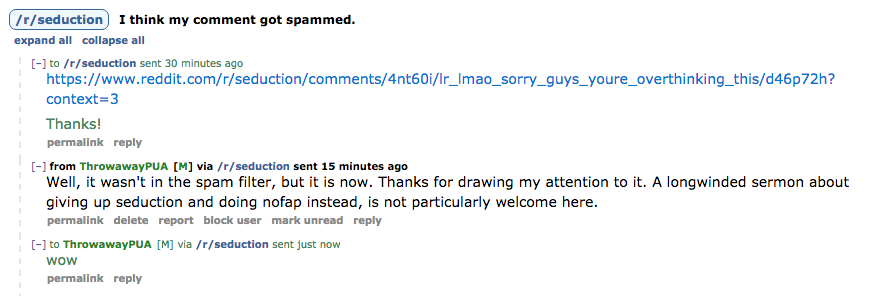 /r/seduction I think my comment got spammed.
expand all collapse all
[–] to /r/seduction sent 30 minutes ago
https://www.reddit.com/r/seduction/comments/4nt60i/lr_lmao_sorry_guys_youre_overthinking_this/d46p72h?
context=3
Thanks!
permalink reply
[–] from ThrowawayPUA [M] via /r/seduction sent 15 minutes ago
Well, it wasn't in the spam filter, but it is now. Thanks for drawing my attention to it. A longwinded sermon about
giving up seduction and doing nofap instead, is not particularly welcome here.
permalink delete report block user mark unread reply
[–] to ThrowawayPUA [M] via /r/seduction sent just now
wow
permalink reply